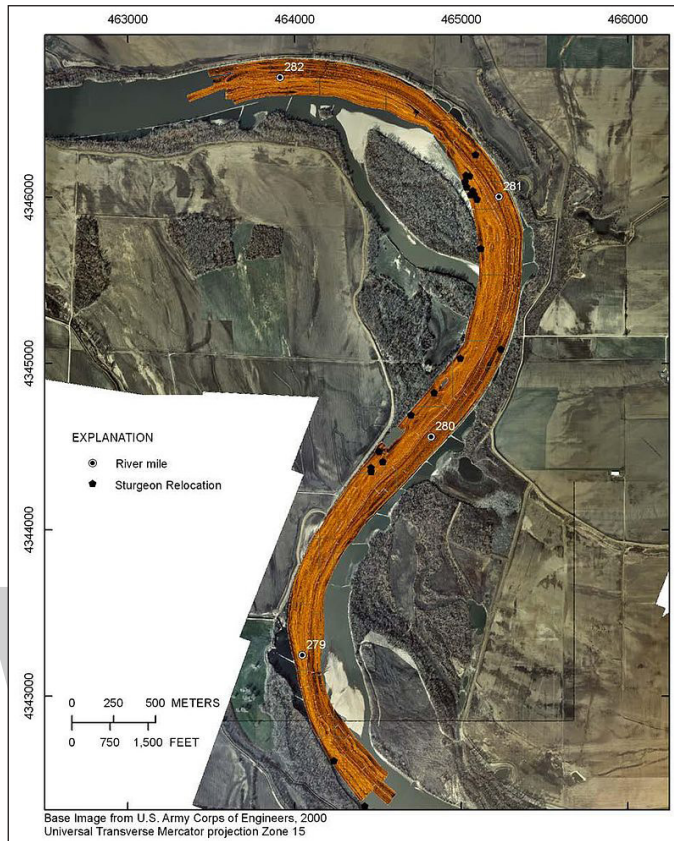 463000 464000 465000 466000
4346000
4345000
4344000
4343000
282
281
280
279
EXPLANATION
River mile
Sturgeon Relocation
0 250 500 METERS
0 750 1,500 FEET
Base Image from U.S. Army Corps of Engineers, 2000
Universal Transverse Mercator projection Zone 15